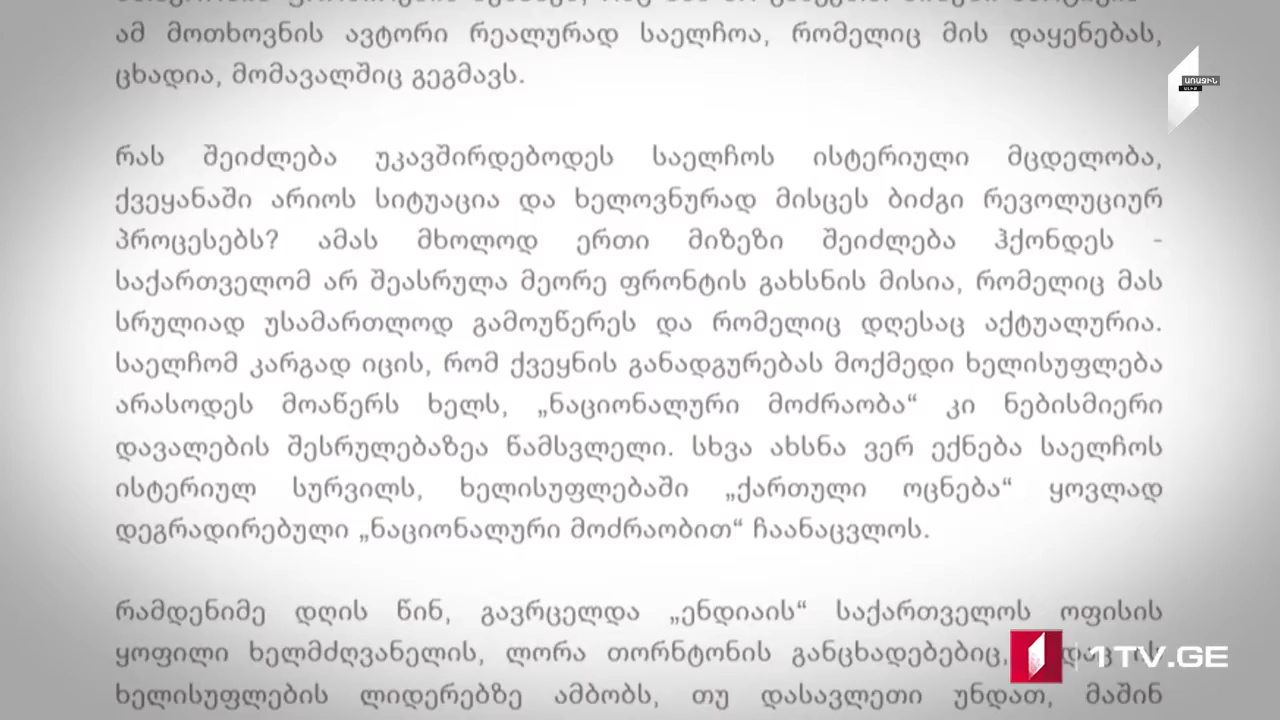 ამ მოთხოვნის ავტორი რეალურად საელჩოა, რომელიც მის დაყენებას,
ცხადია, მომავალშიც გეგმავს.
ԱՌԱՋԻՆ
ԱԼԻՔ
რას შეიძლება უკავშირდებოდეს საელჩოს ისტერიული მცდელობა,
ქვეყანაში არიოს სიტუაცია და ხელოვნურად მისცეს ბიძგი რევოლუციურ
პროცესებს? ამას მხოლოდ ერთი მიზეზი შეიძლება ჰქონდეს -
საქართველომ არ შეასრულა მეორე ფრონტის გახსნის მისია, რომელიც მას
სრულიად უსამართლოდ გამოუწერეს და რომელიც დღესაც აქტუალურია.
საელჩომ კარგად იცის, რომ ქვეყნის განადგურებას მოქმედი ხელისუფლება
არასოდეს მოაწერს ხელს, „ნაციონალური მოძრაობა“ კი ნებისმიერი
დავალების შესრულებაზეა წამსვლელი. სხვა ახსნა ვერ ექნება საელჩოს
ისტერიულ სურვილს, ხელისუფლებაში „ქართული ოცნება“ ყოვლად
დეგრადირებული „ნაციონალური მოძრაობით“ ჩაანაცვლოს.
რამდენიმე დღის წინ, გავრცელდა „ენდიაის“ საქართველოს ოფისის
ყოფილი ხელმძღვანელის, ლორა თორნტონის განცხადებებიც,
1TV.GE
ხელისუფლების ლიდერებზე ამბობს, თუ დასავლეთი უნდათ, მაშინ